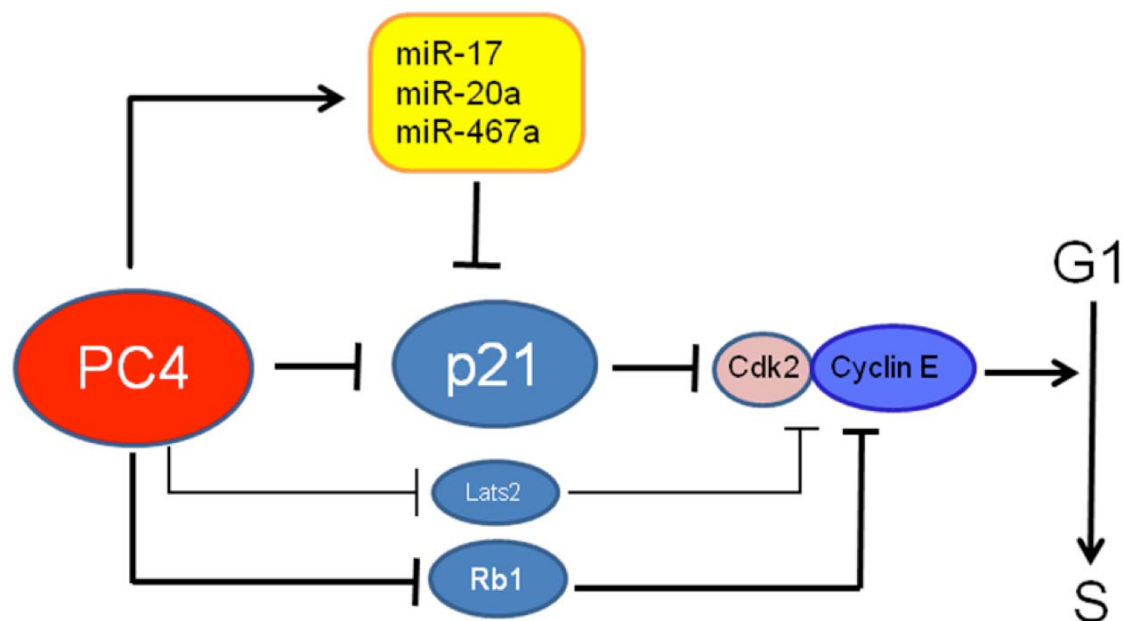 miR-17
miR-20a
miR-467a
G1
PC4
p21
Cdk2
Cyclin E
Lats2
Rb1
S